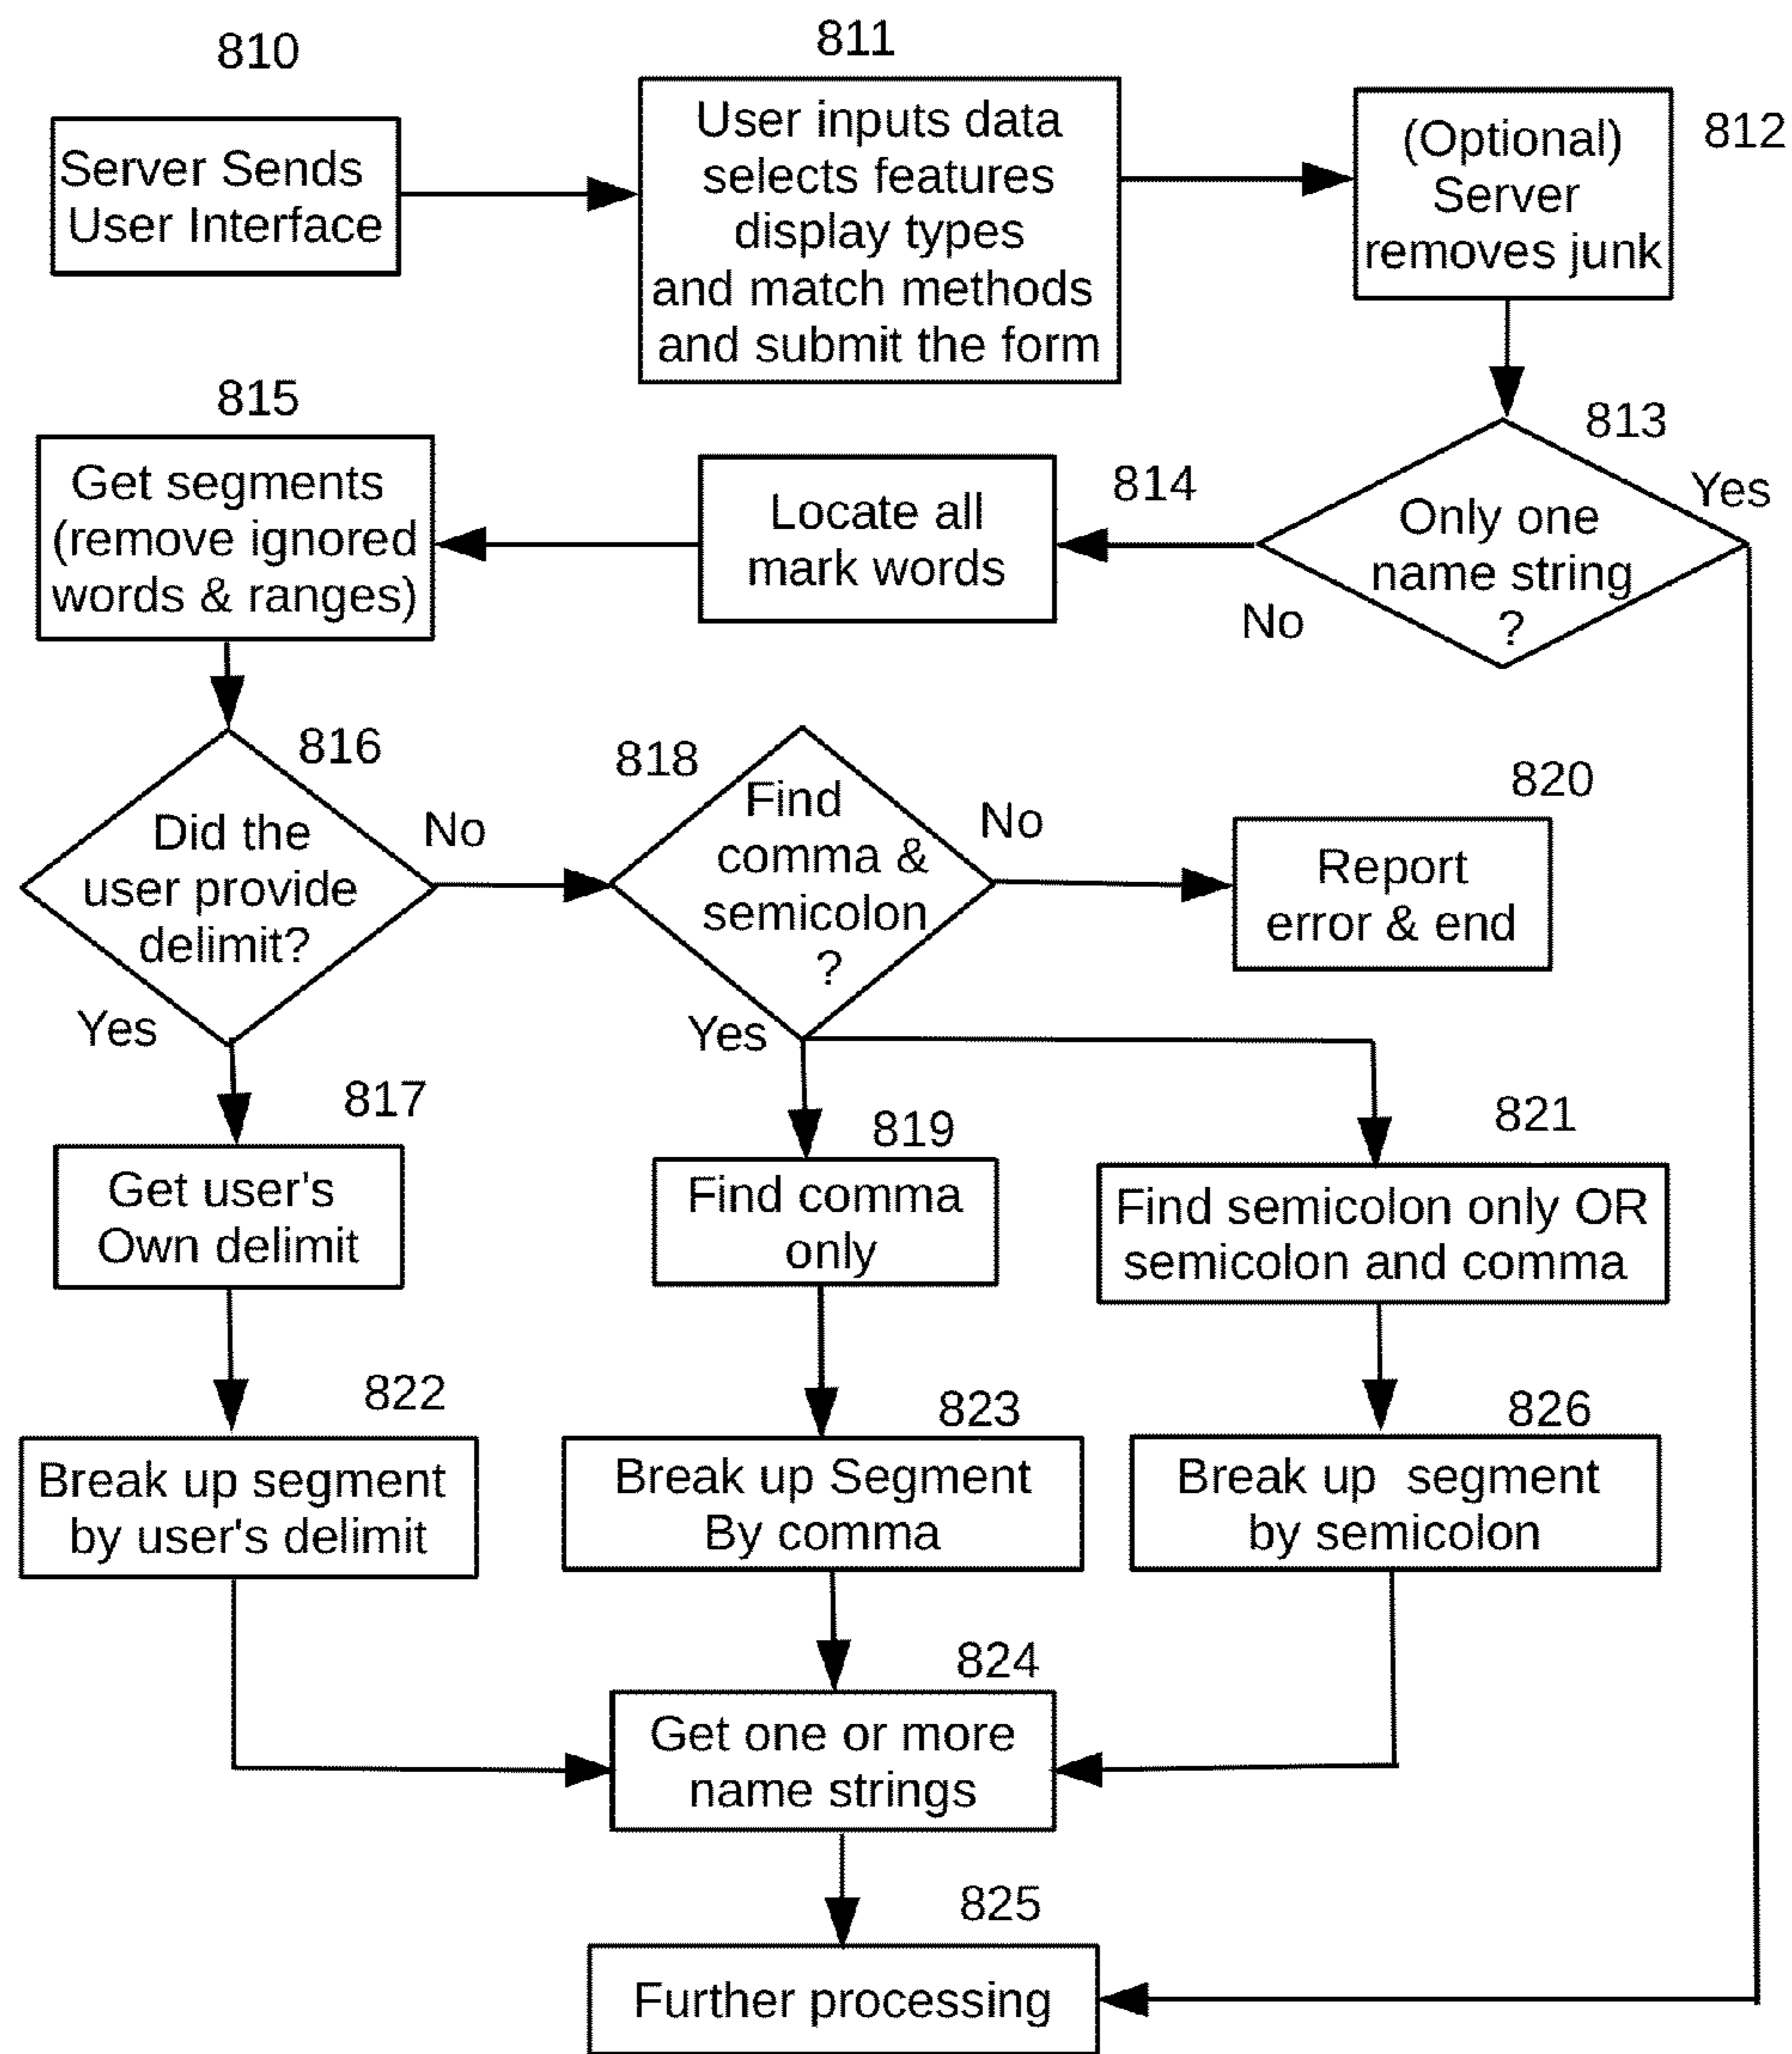 810
Server Sends
User Interface
811
User inputs data
selects features
display types
and match methods
and submit the form
812
(Optional)
Server
removes junk
813
Only one
name string
?
Yes
No
814
Locate all
mark words
815
Get segments
(remove ignored
words & ranges)
816
Did the
user provide
delimit?
No
Yes
818
Find
comma &
semicolon
?
No
Yes
820
Report
error & end
817
Get user's
Own delimit
819
Find comma
only
821
Find semicolon only OR
semicolon and comma
822
Break up segment
by user's delimit
823
Break up Segment
By comma
826
Break up segment
by semicolon
824
Get one or more
name strings
825
Further processing